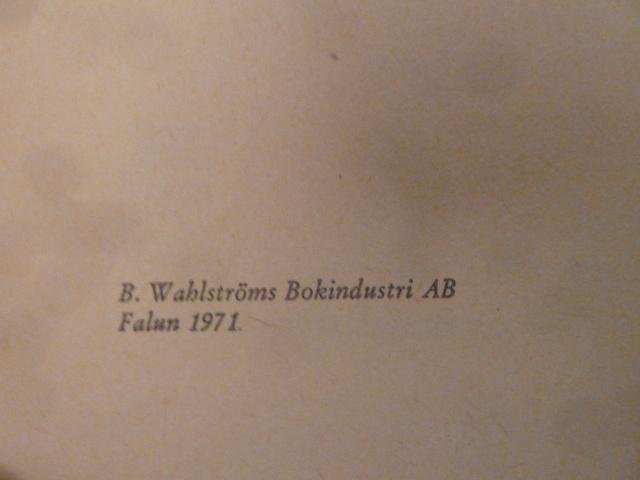 B. Wahlströms Bokindustri AB
Falun 1971.